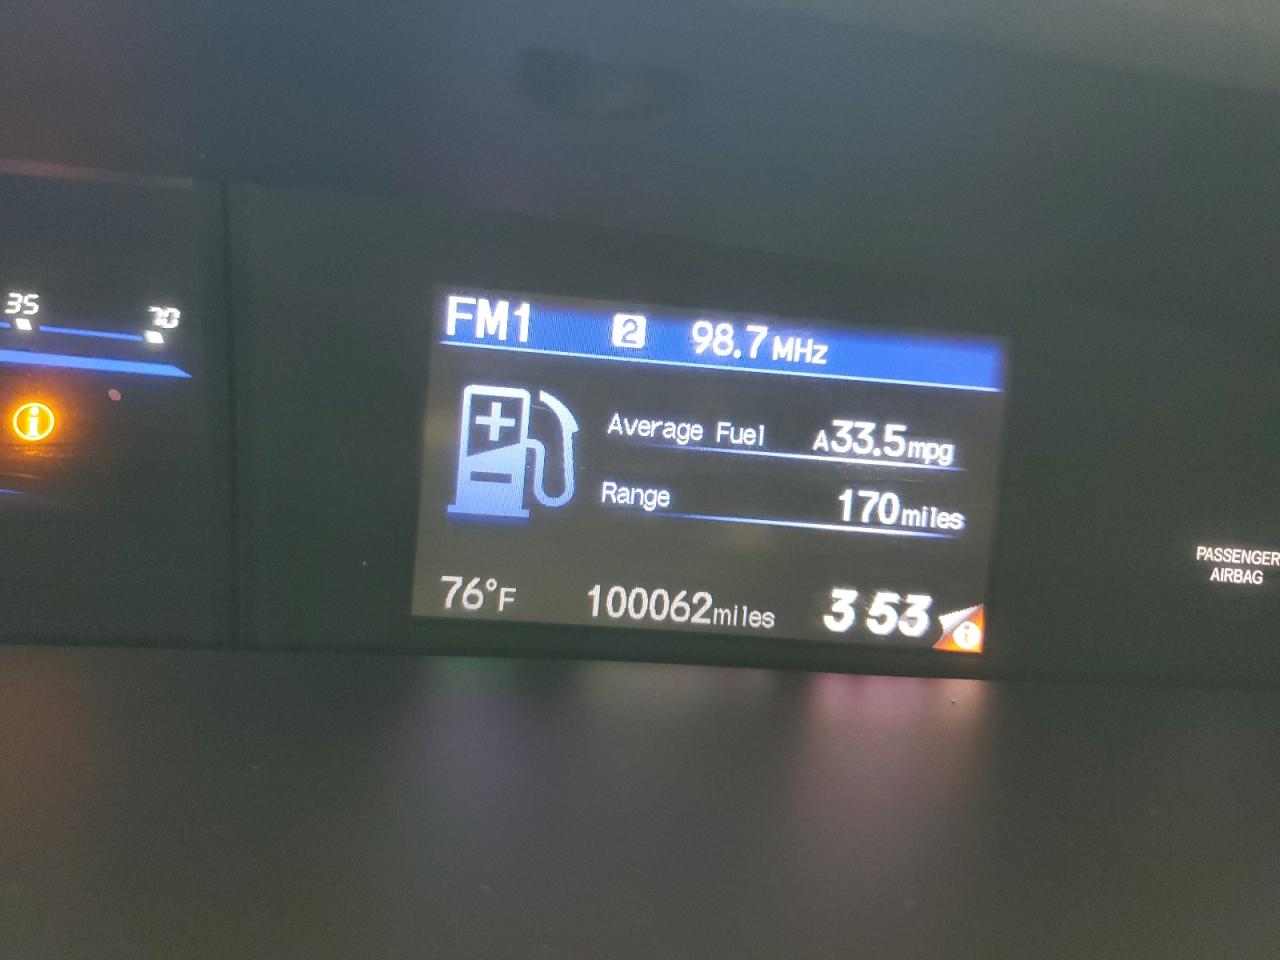 35 70
FM1 2 98.7 MHz
Average Fuel A33.5mpg
Range 170miles
76°F 100062miles 3 53
PASSENGER
AIRBAG